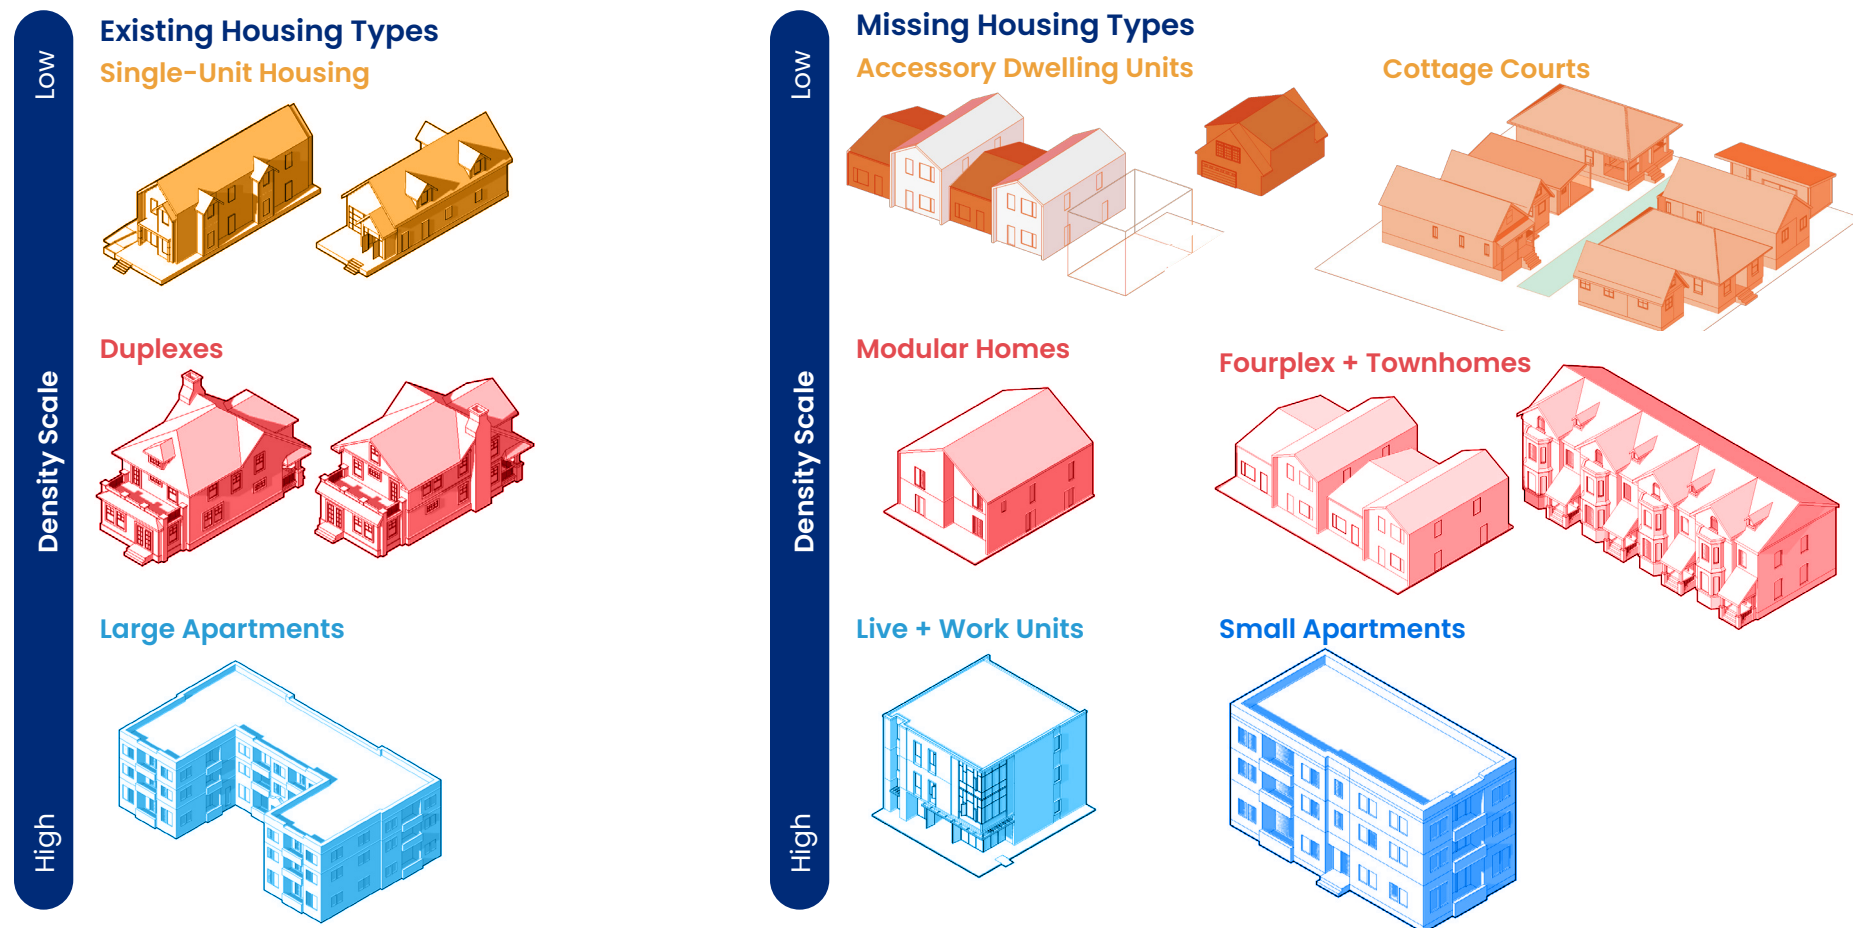 Existing Housing Types
Single-Unit Housing
Low
Density Scale
High
Duplexes
Large Apartments
Missing Housing Types
Accessory Dwelling Units
Cottage Courts
Low
Density Scale
High
Modular Homes
Fourplex + Townhomes
Live + Work Units
Small Apartments